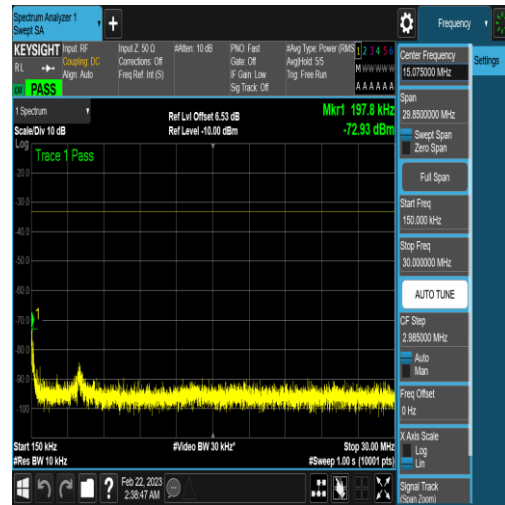 Spectrum Analyzer 1
Swept SA
+
Frequency
KEYSIGHT
RL
Align: Auto
PASS
Input: RF
Coupling: DC
Input Z: 50 Ω
Corrections: Off
Freq Ref: Int (S)
#Atten: 10 dB
PNO: Fast
Gate: Off
IF Gain: Low
Sig Track: Off
#Avg Type: Power (RMS
Avg|Hold: 5/5
Trig: Free Run
1 2 3 4 5 6
M W W W W W
A A A A A A
1 Spectrum
Scale/Div 10 dB
Ref Lvl Offset 6.53 dB
Ref Level -10.00 dBm
Mkr1 197.8 kHz
-72.93 dBm
Log
Trace 1 Pass
-20.0
-30.0
-40.0
-50.0
-60.0
-70.0
-80.0
-90.0
-100
1
Start 150 kHz
#Res BW 10 kHz
#Video BW 30 kHz*
Stop 30.00 MHz
#Sweep 1.00 s (10001 pts)
?
Feb 22, 2023
2:38:47 AM
Center Frequency
15.075000 MHz
Settings
Span
29.8500000 MHz
Swept Span
Zero Span
Full Span
Start Freq
150.000 kHz
Stop Freq
30.000000 MHz
AUTO TUNE
CF Step
2.985000 MHz
Auto
Man
Freq Offset
0 Hz
X Axis Scale
Log
Lin
Signal Track
(Span Zoom)